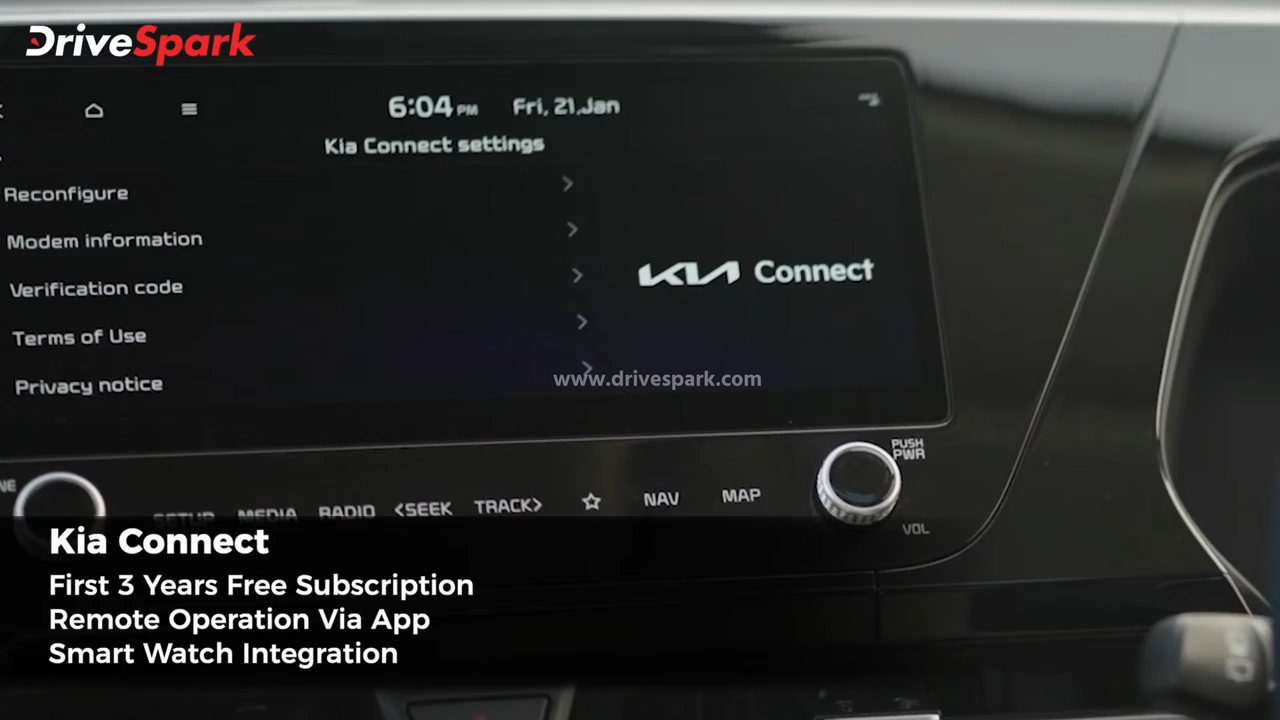 DriveSpark
6:04 PM Fri, 21,Jan
Kia Connect settings
Reconfigure
Modem information
Verification code
Terms of Use
Privacy notice
KIA Connect
www.drivespark.com
PUSH
PWR
SETUP MEDIA RADIO <SEEK TRACK> NAV MAP
VOL
Kia Connect
First 3 Years Free Subscription
Remote Operation Via App
Smart Watch Integration